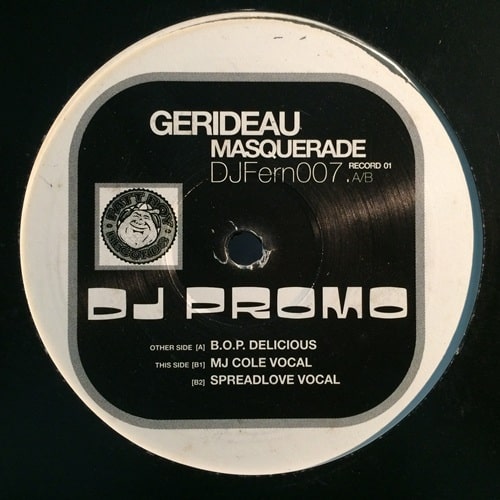 GERIDEAU
MASQUERADE
DJFern007. RECORD 01
A/B
DJ PROMO
OTHER SIDE [A] B.O.P. DELICIOUS
THIS SIDE [B1] MJ COLE VOCAL
[B2] SPREADLOVE VOCAL